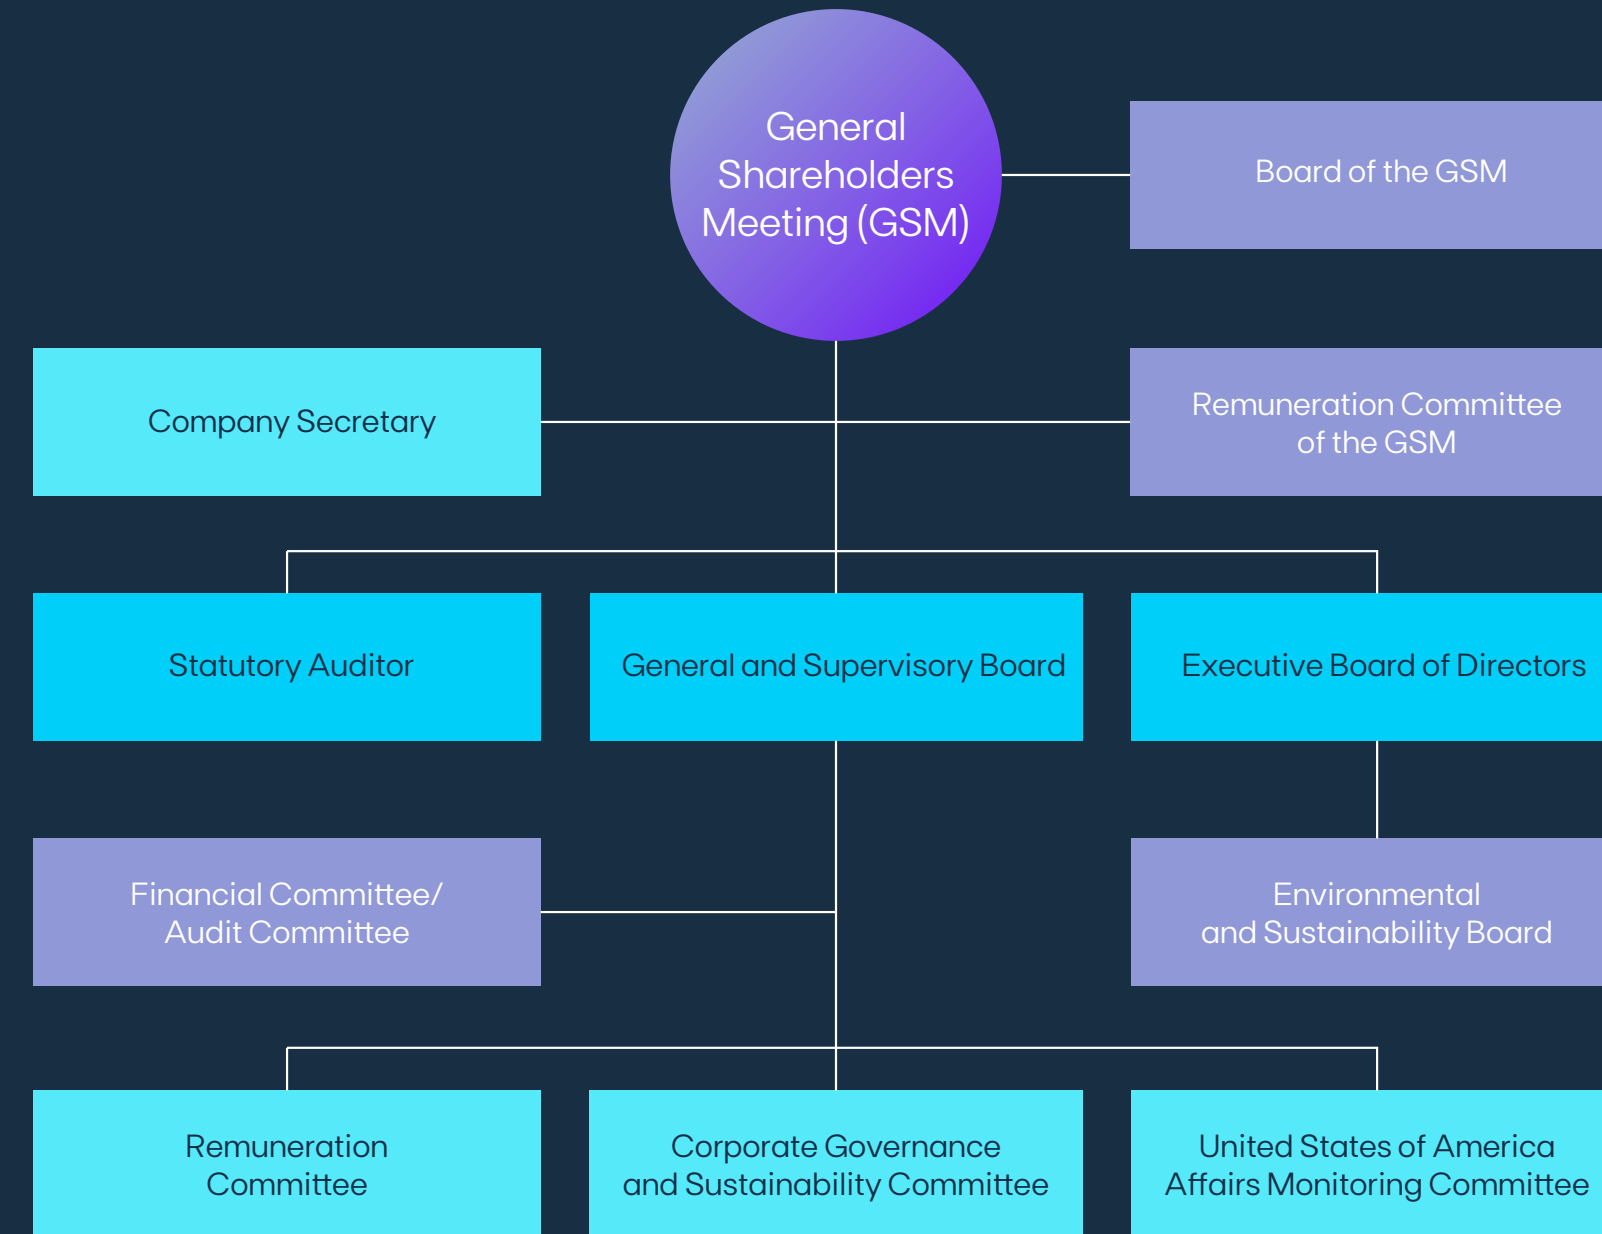 General
Shareholders
Meeting (GSM)
Board of the GSM
Company Secretary
Remuneration Committee
of the GSM
Statutory Auditor
General and Supervisory Board
Executive Board of Directors
Financial Committee/
Audit Committee
Environmental
and Sustainability Board
Remuneration
Committee
Corporate Governance
and Sustainability Committee
United States of America
Affairs Monitoring Committee